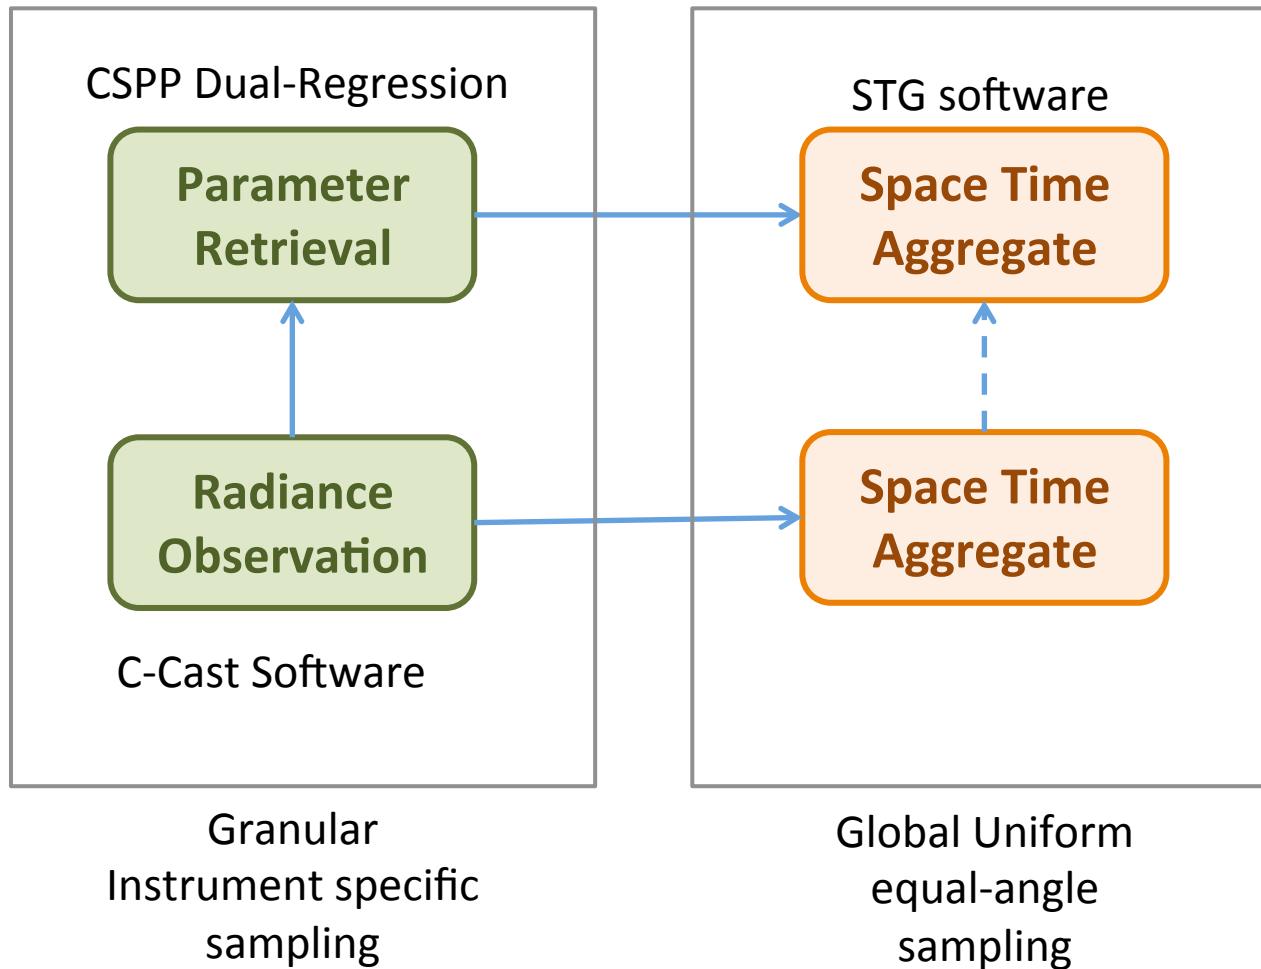 CSPP Dual-Regression
Parameter
Retrieval
Radiance
Observation
C-Cast Software
Granular
Instrument specific
sampling
STG software
Space Time
Aggregate
Space Time
Aggregate
Global Uniform
equal-angle
sampling